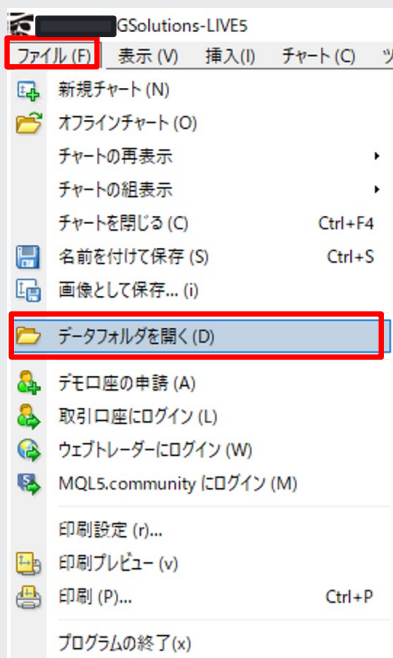 GSolutions-LIVE5
ファイル (F) 表示 (V) 挿入(I) チャート (C)
新規チャート (N)
オフラインチャート (O)
チャートの再表示
チャートの組表示
チャートを閉じる (C) Ctrl+F4
名前を付けて保存 (S) Ctrl+S
画像として保存... (i)
データフォルダを開く(D)
デモ口座の申請 (A)
取引口座にログイン (L)
ウェブトレーダーにログイン (W)
MQL5.community にログイン (M)
印刷設定 (r)...
印刷プレビュー (v)
印刷 (P)... Ctrl+P
プログラムの終了(x)